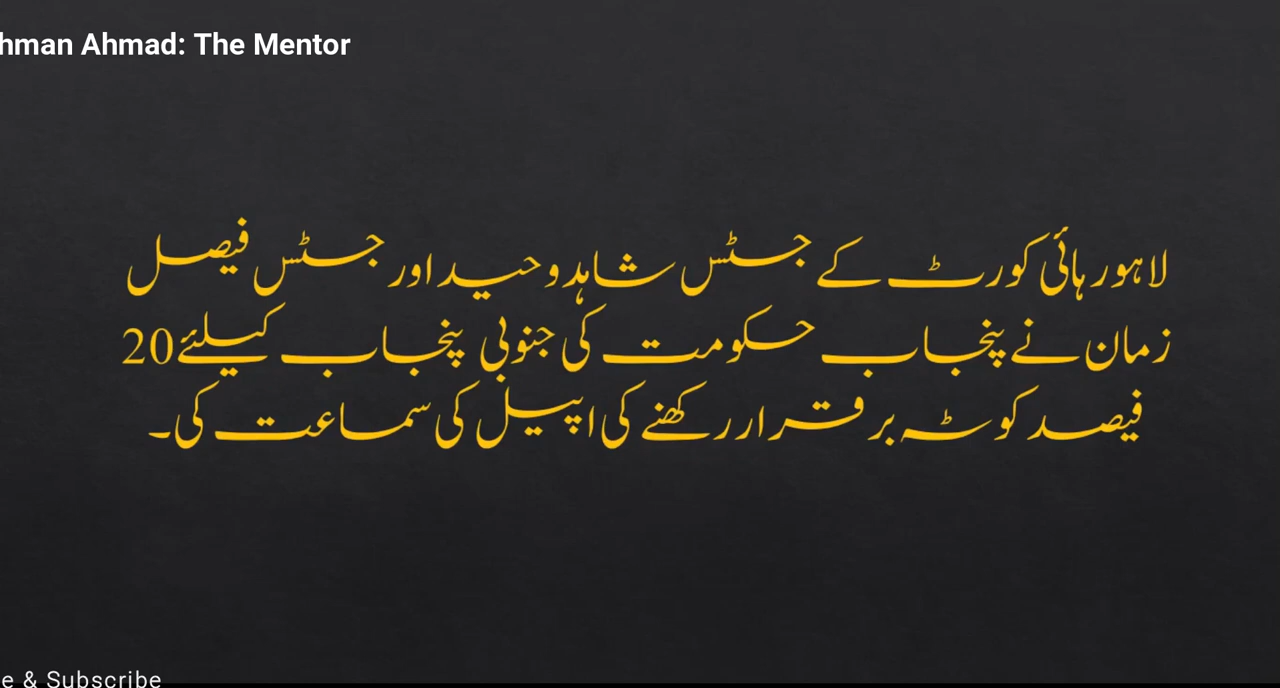 hman Ahmad: The Mentor
لاہور ہائی کورٹ کے جسٹس شاہد وحید اور جسٹس فیصل
زمان نے پنجاب حکومت کی جنوبی پنجاب کیلئے 20
فیصد کوٹہ برقرار رکھنے کی اپیل کی سماعت کی۔
e & Subscribe